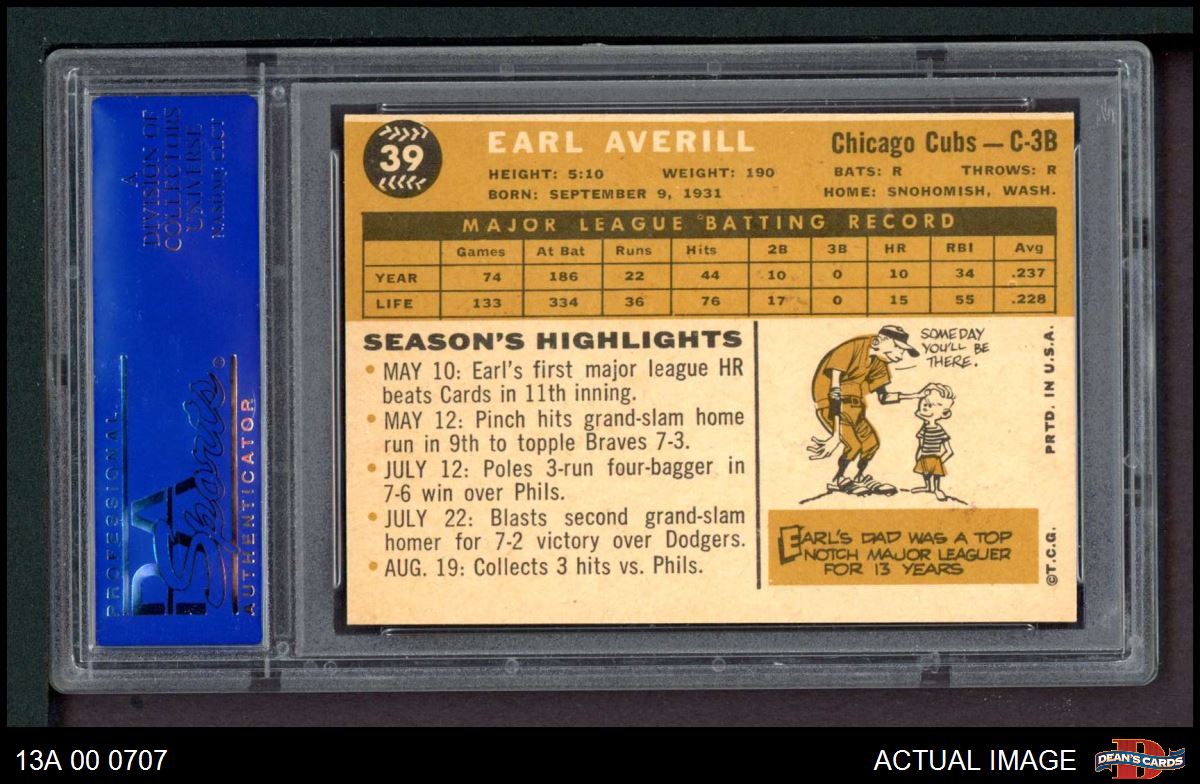 A
DIVISION OF
COLLECTORS
UNIVERSE
NASDAQ: CLCT
PROFESSIONAL
PSA
Sports
AUTHENTICATOR
39
EARL AVERILL
Chicago Cubs — C-3B
HEIGHT: 5:10 WEIGHT: 190 BATS: R THROWS: R
BORN: SEPTEMBER 9, 1931 HOME: SNOHOMISH, WASH.
MAJOR LEAGUE BATTING RECORD
Games At Bat Runs Hits 2B 3B HR RBI Avg
YEAR 74 186 22 44 10 0 10 34 .237
LIFE 133 334 36 76 17 0 15 55 .228
SEASON'S HIGHLIGHTS
• MAY 10: Earl's first major league HR
beats Cards in 11th inning.
• MAY 12: Pinch hits grand-slam home
run in 9th to topple Braves 7-3.
• JULY 12: Poles 3-run four-bagger in
7-6 win over Phils.
• JULY 22: Blasts second grand-slam
homer for 7-2 victory over Dodgers.
• AUG. 19: Collects 3 hits vs. Phils.
SOMEDAY
YOU'LL BE
THERE.
EARL'S DAD WAS A TOP
NOTCH MAJOR LEAGUER
FOR 13 YEARS
PRTD. IN U.S.A.
©T.C.G.
13A 00 0707
ACTUAL IMAGE
D
DEAN'S CARDS